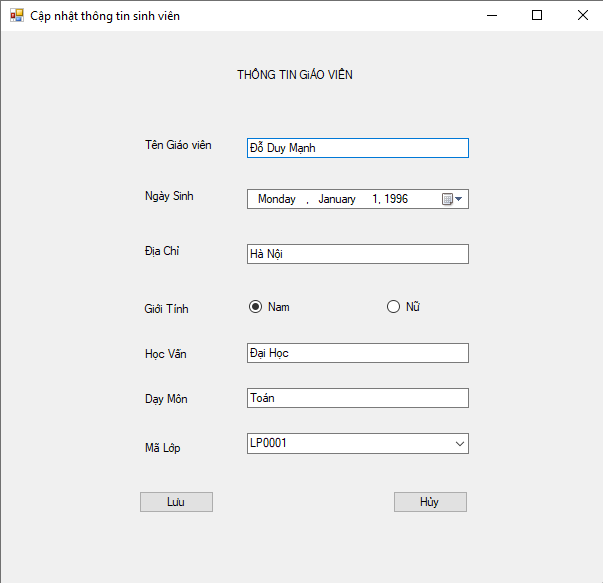 Cập nhật thông tin sinh viên
THÔNG TIN GiÁO VIÊN
Tên Giáo viên Đỗ Duy Mạnh
Ngày Sinh Monday , January 1, 1996
Địa Chỉ Hà Nội
Giới Tính Nam Nữ
Học Vấn Đại Học
Dạy Môn Toán
Mã Lớp LP0001
Lưu Hủy